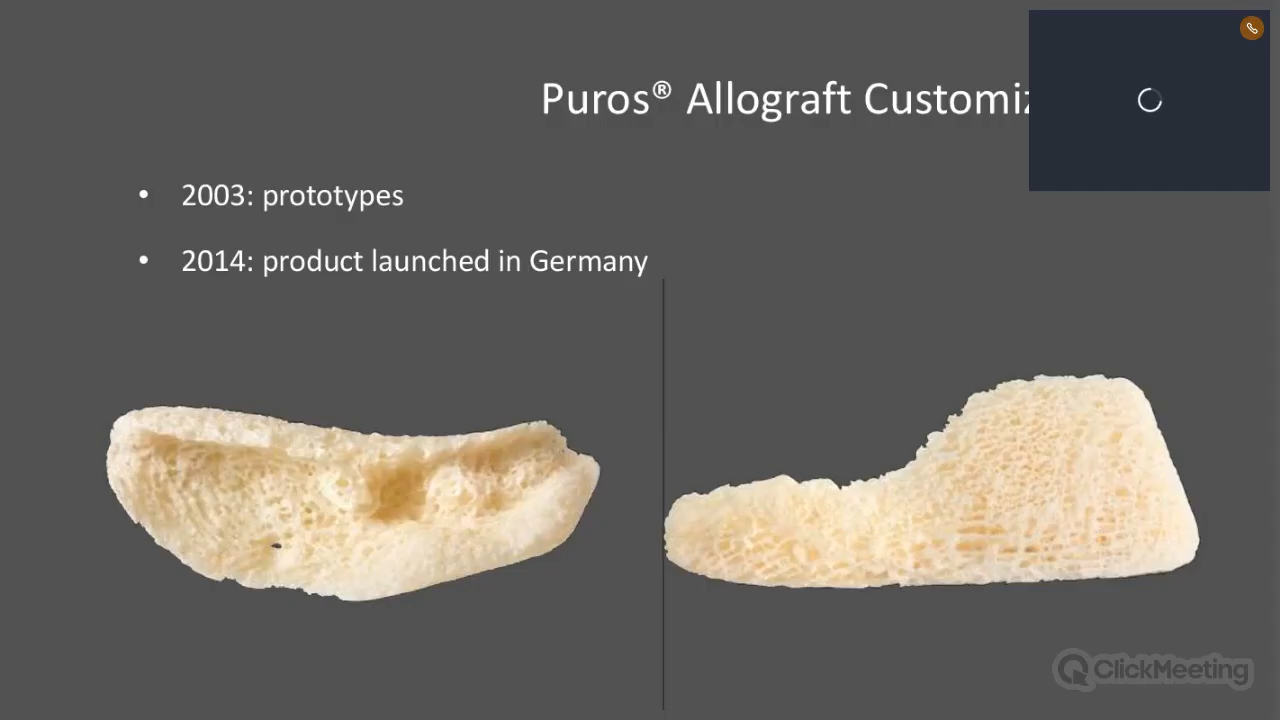 Puros® Allograft Customiz
• 2003: prototypes
• 2014: product launched in Germany
ClickMeeting